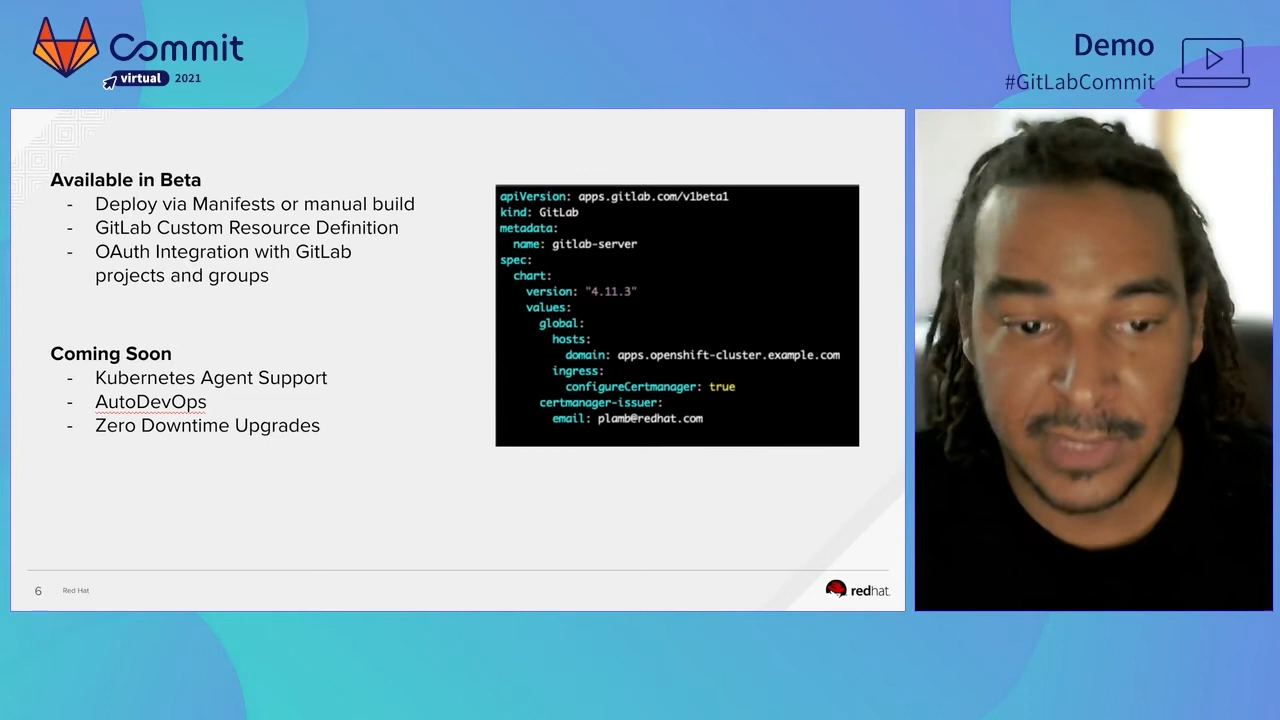 Commit
virtual 2021
Demo
#GitLabCommit
Available in Beta
- Deploy via Manifests or manual build
- GitLab Custom Resource Definition
- OAuth Integration with GitLab
projects and groups
Coming Soon
- Kubernetes Agent Support
- AutoDevOps
- Zero Downtime Upgrades
apiVersion: apps.gitlab.com/v1beta1
kind: GitLab
metadata:
name: gitlab-server
spec:
chart:
version: "4.11.3"
values:
global:
hosts:
domain: apps.openshift-cluster.example.com
ingress:
configureCertmanager: true
certmanager-issuer:
email: plamb@redhat.com
6 Red Hat
redhat.